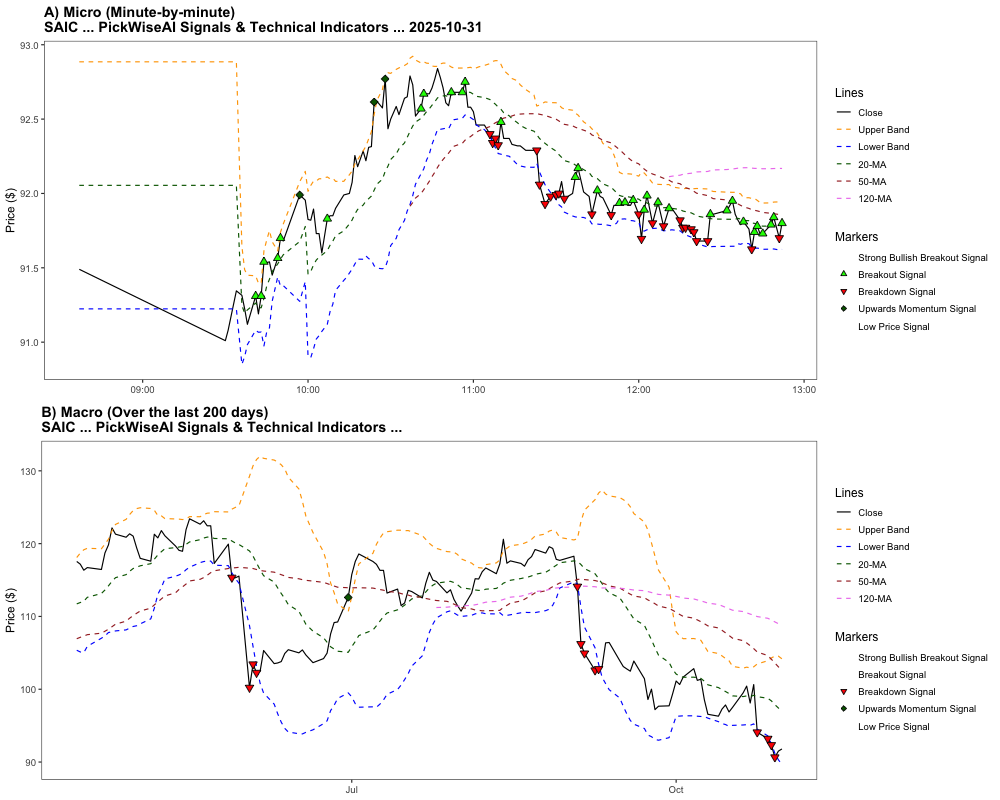 A) Micro (Minute-by-minute)
SAIC ... PickWiseAI Signals & Technical Indicators ... 2025-10-31
Price ($)
93.0
92.5
92.0
91.5
91.0
09:00
10:00
11:00
12:00
13:00
Lines
Close
Upper Band
Lower Band
20-MA
50-MA
120-MA
Markers
Strong Bullish Breakout Signal
Breakout Signal
Breakdown Signal
Upwards Momentum Signal
Low Price Signal
B) Macro (Over the last 200 days)
SAIC ... PickWiseAI Signals & Technical Indicators ...
Price ($)
130
120
110
100
90
Jul
Oct
Lines
Close
Upper Band
Lower Band
20-MA
50-MA
120-MA
Markers
Strong Bullish Breakout Signal
Breakout Signal
Breakdown Signal
Upwards Momentum Signal
Low Price Signal